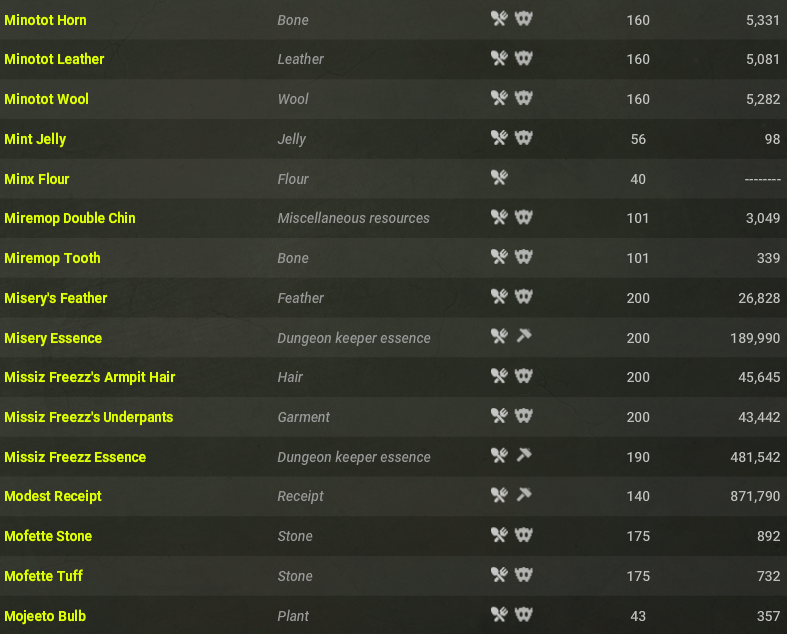 Minotot Horn Bone 160 5,331
Minotot Leather Leather 160 5,081
Minotot Wool Wool 160 5,282
Mint Jelly Jelly 56 98
Minx Flour Flour 40 --------
Miremop Double Chin Miscellaneous resources 101 3,049
Miremop Tooth Bone 101 339
Misery's Feather Feather 200 26,828
Misery Essence Dungeon keeper essence 200 189,990
Missiz Freezz's Armpit Hair Hair 200 45,645
Missiz Freezz's Underpants Garment 200 43,442
Missiz Freezz Essence Dungeon keeper essence 190 481,542
Modest Receipt Receipt 140 871,790
Mofette Stone Stone 175 892
Mofette Tuff Stone 175 732
Mojeeto Bulb Plant 43 357